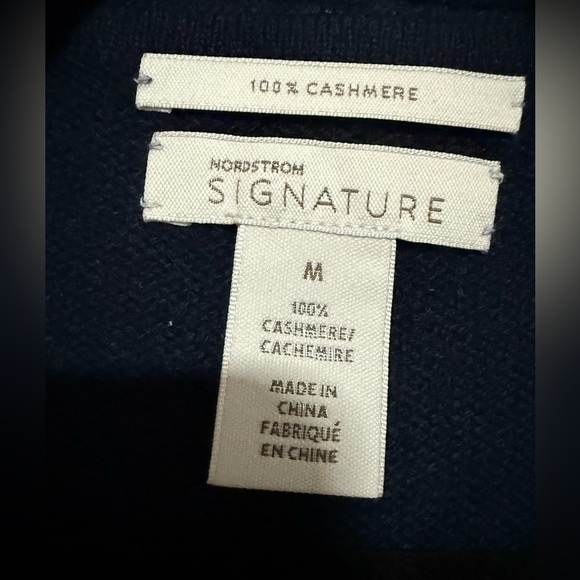 100% CASHMERE
NORDSTROM
SIGNATURE
M
100%
CASHMERE/
CACHEMIRE
MADE IN
CHINA
FABRIQUÉ
EN CHINE